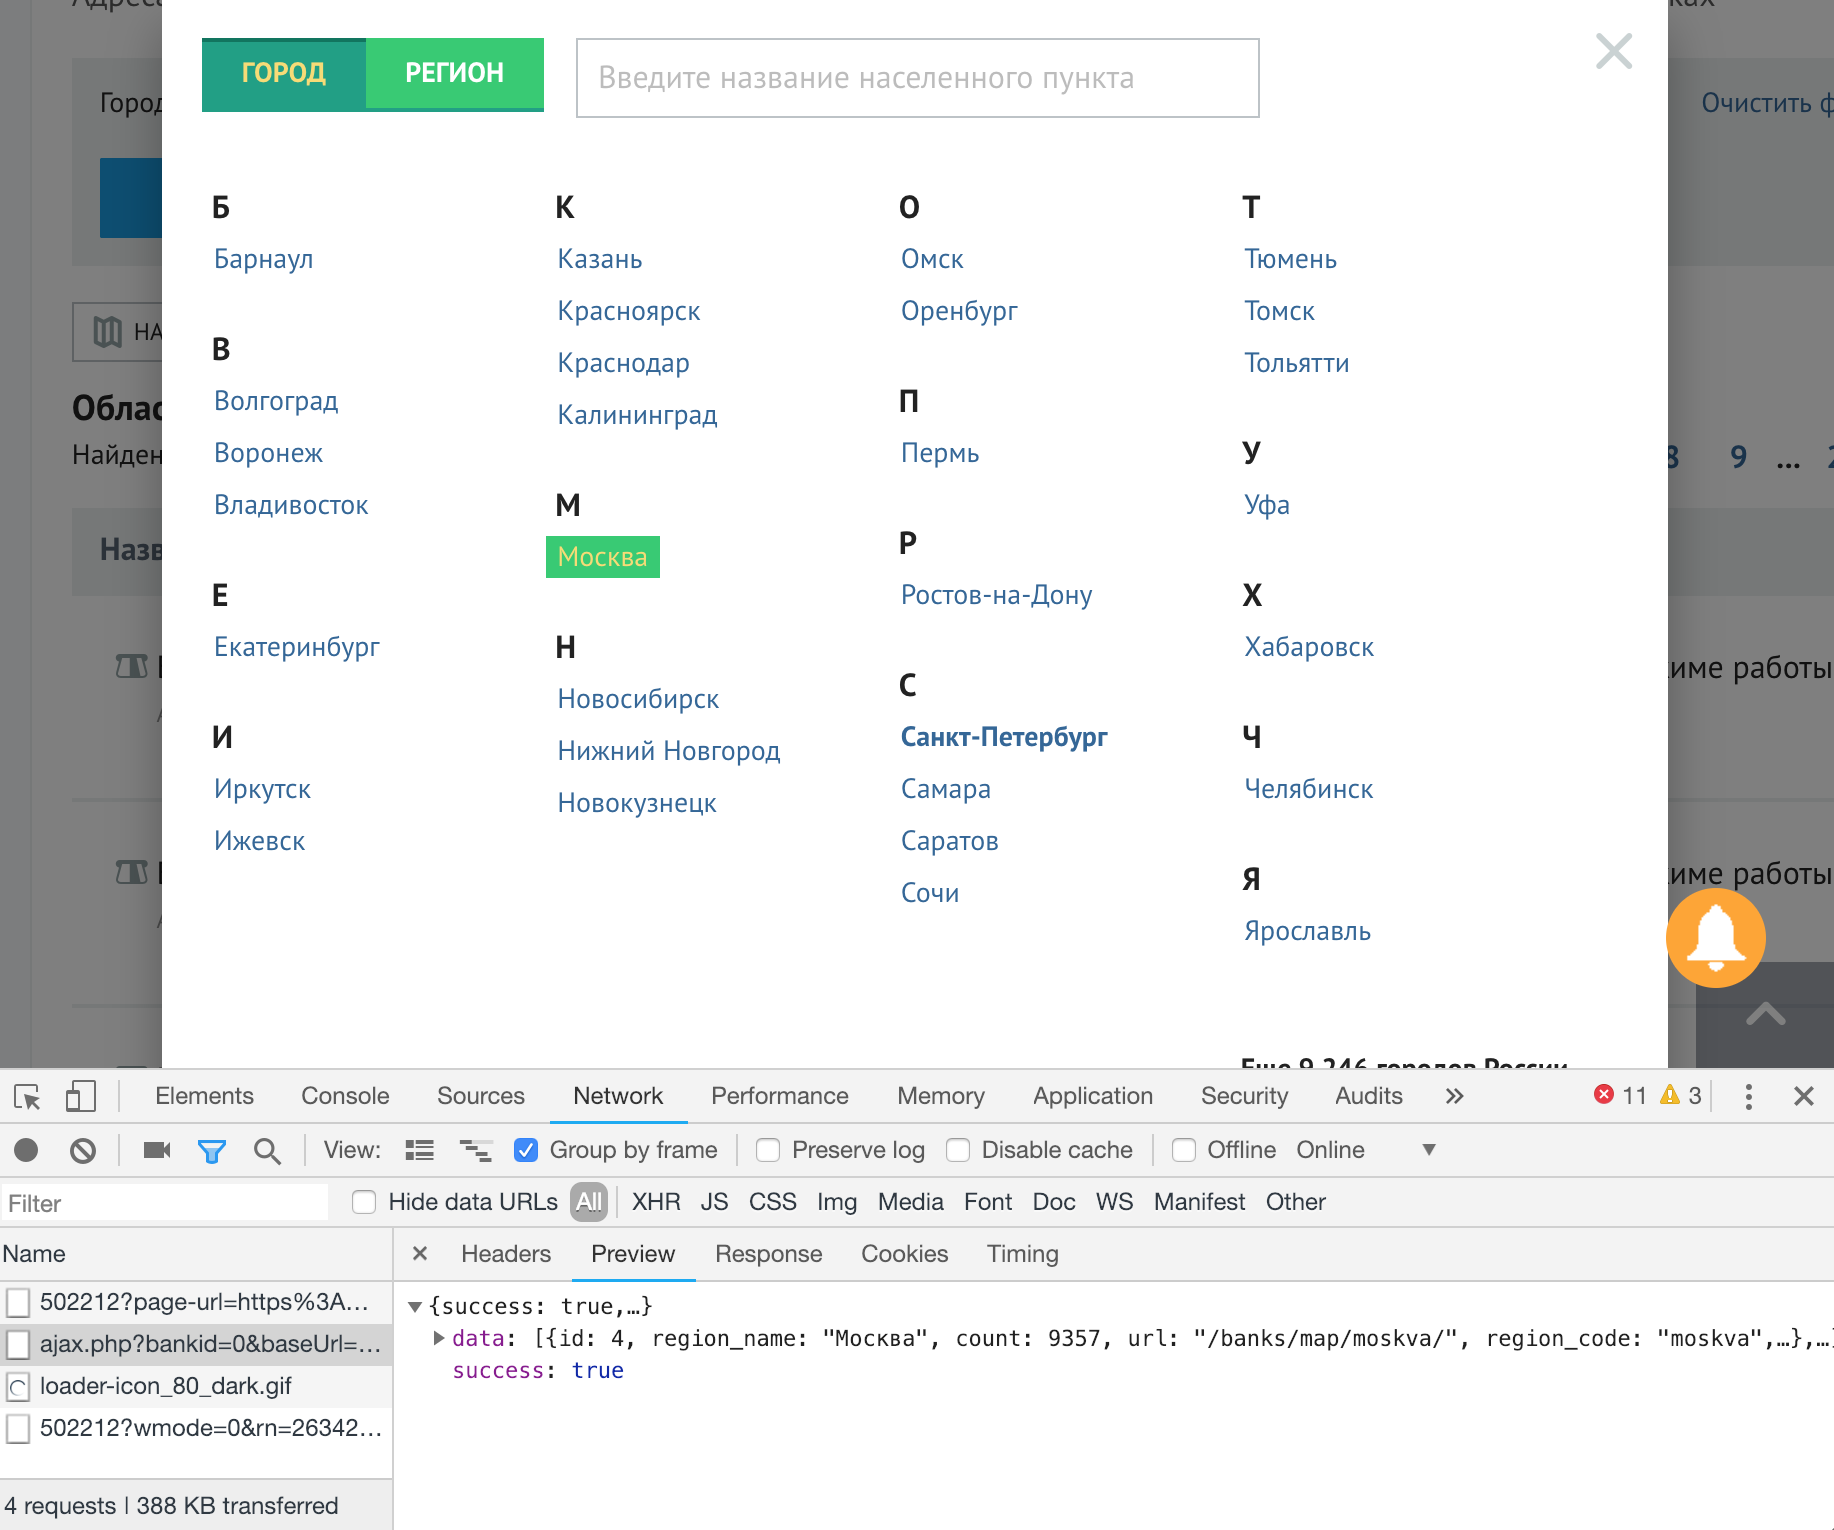 ГОРОД РЕГИОН Введите название населенного пункта
Очистить
Б
Барнаул
В
Волгоград
Воронеж
Владивосток
Е
Екатеринбург
И
Иркутск
Ижевск
К
Казань
Красноярск
Краснодар
Калининград
М
Москва
Н
Новосибирск
Нижний Новгород
Новокузнецк
О
Омск
Оренбург
П
Пермь
Р
Ростов-на-Дону
С
Санкт-Петербург
Самара
Саратов
Сочи
Т
Тюмень
Томск
Тольятти
У
Уфа
Х
Хабаровск
Ч
Челябинск
Я
Ярославль
Еще 9 246 городов России
Город
НА
Облас
Найден
8 9 ... 2
Назв
име работы
име работы
Elements Console Sources Network Performance Memory Application Security Audits » 11 3
View: Group by frame Preserve log Disable cache Offline Online
Filter Hide data URLs All XHR JS CSS Img Media Font Doc WS Manifest Other
Name
502212?page-url=https%3A…
ajax.php?bankid=0&baseUrl=…
loader-icon_80_dark.gif
502212?wmode=0&rn=26342…
4 requests | 388 KB transferred
× Headers Preview Response Cookies Timing
{success: true,…}
data: [{id: 4, region_name: "Москва", count: 9357, url: "/banks/map/moskva/", region_code: "moskva",…},…]
success: true